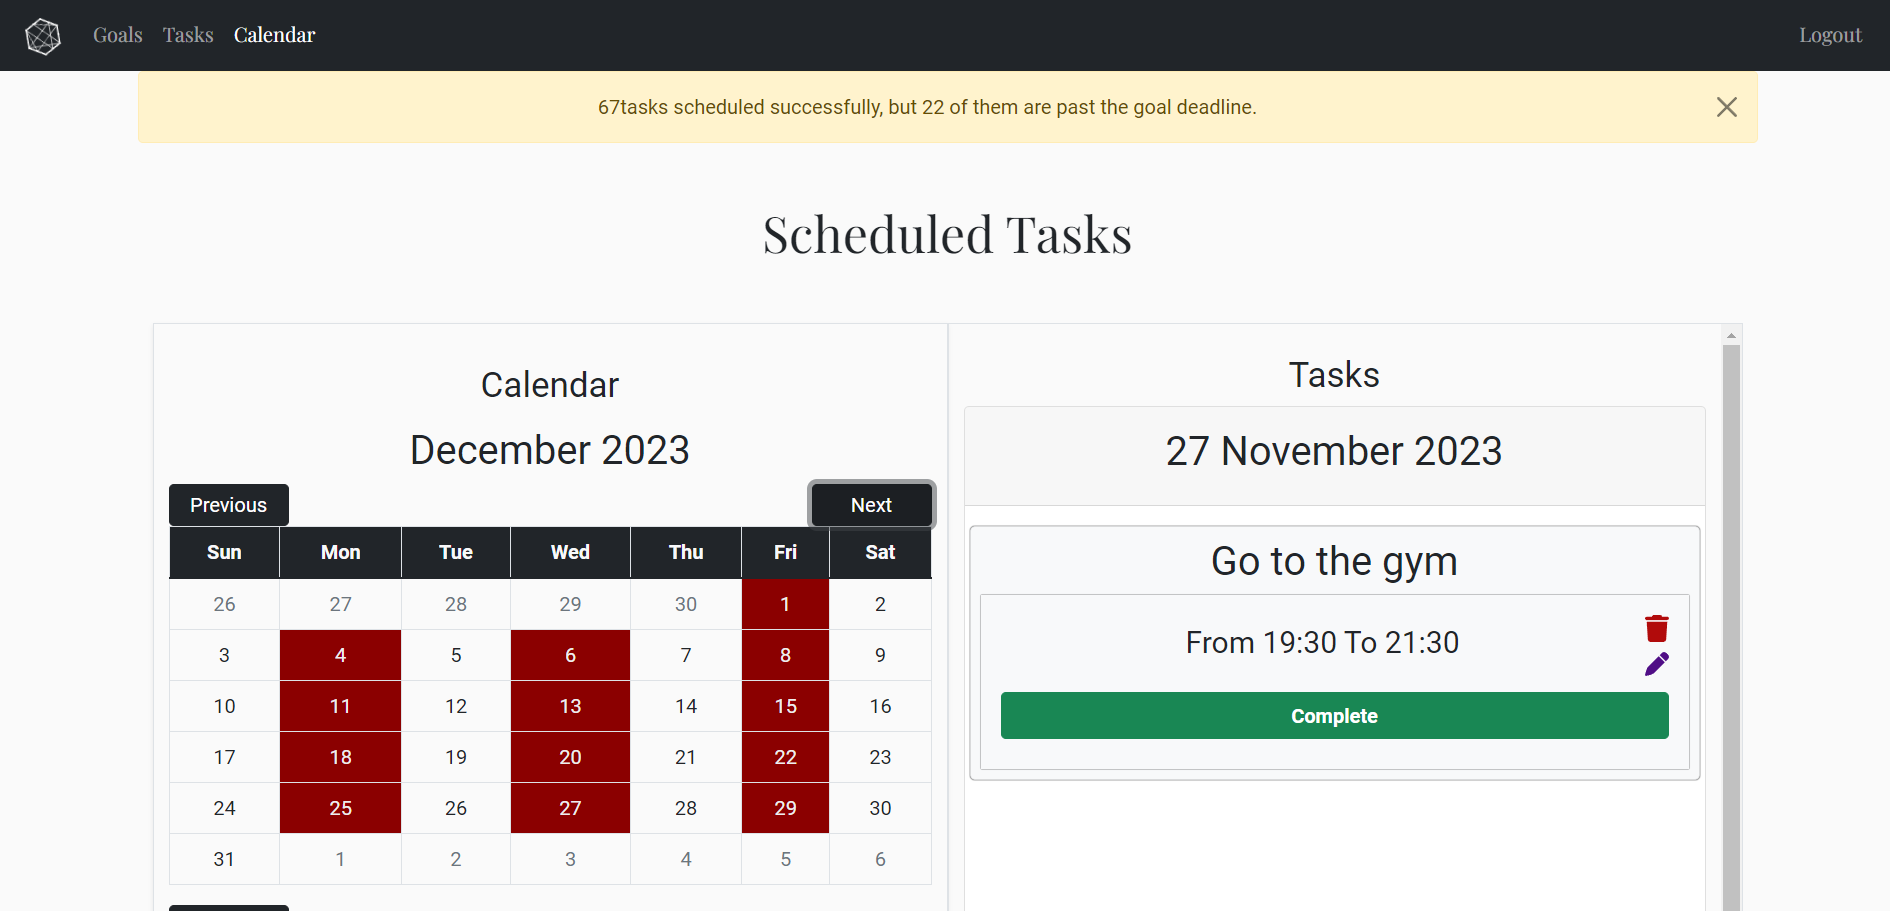 Goals Tasks Calendar Logout
67tasks scheduled successfully, but 22 of them are past the goal deadline.
Scheduled Tasks
Calendar
December 2023
Previous Next
Sun Mon Tue Wed Thu Fri Sat
26 27 28 29 30 1 2
3 4 5 6 7 8 9
10 11 12 13 14 15 16
17 18 19 20 21 22 23
24 25 26 27 28 29 30
31 1 2 3 4 5 6
Tasks
27 November 2023
Go to the gym
From 19:30 To 21:30
Complete